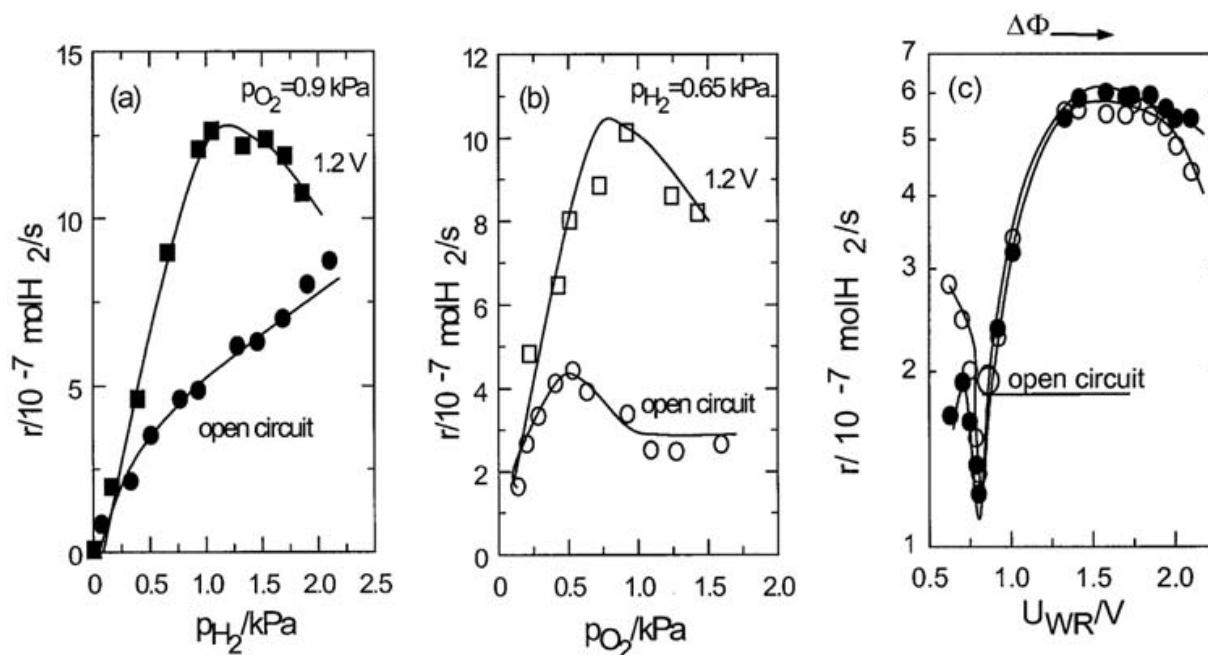 (a)
pO2=0.9 kPa
1.2 V
open circuit
r/10 -7 molH 2/s
15
10
5
0
0 0.5 1.0 1.5 2.0 2.5
pH2/kPa
(b)
pH2=0.65 kPa
1.2 V
open circuit
r/10 -7 molH 2/s
12
10
8
6
4
2
0
0.0 0.5 1.0 1.5 2.0
pO2/kPa
ΔΦ
(c)
open circuit
r/ 10 -7 molH 2/s
7
6
5
4
3
2
1
0.5 1.0 1.5 2.0
UWR/V